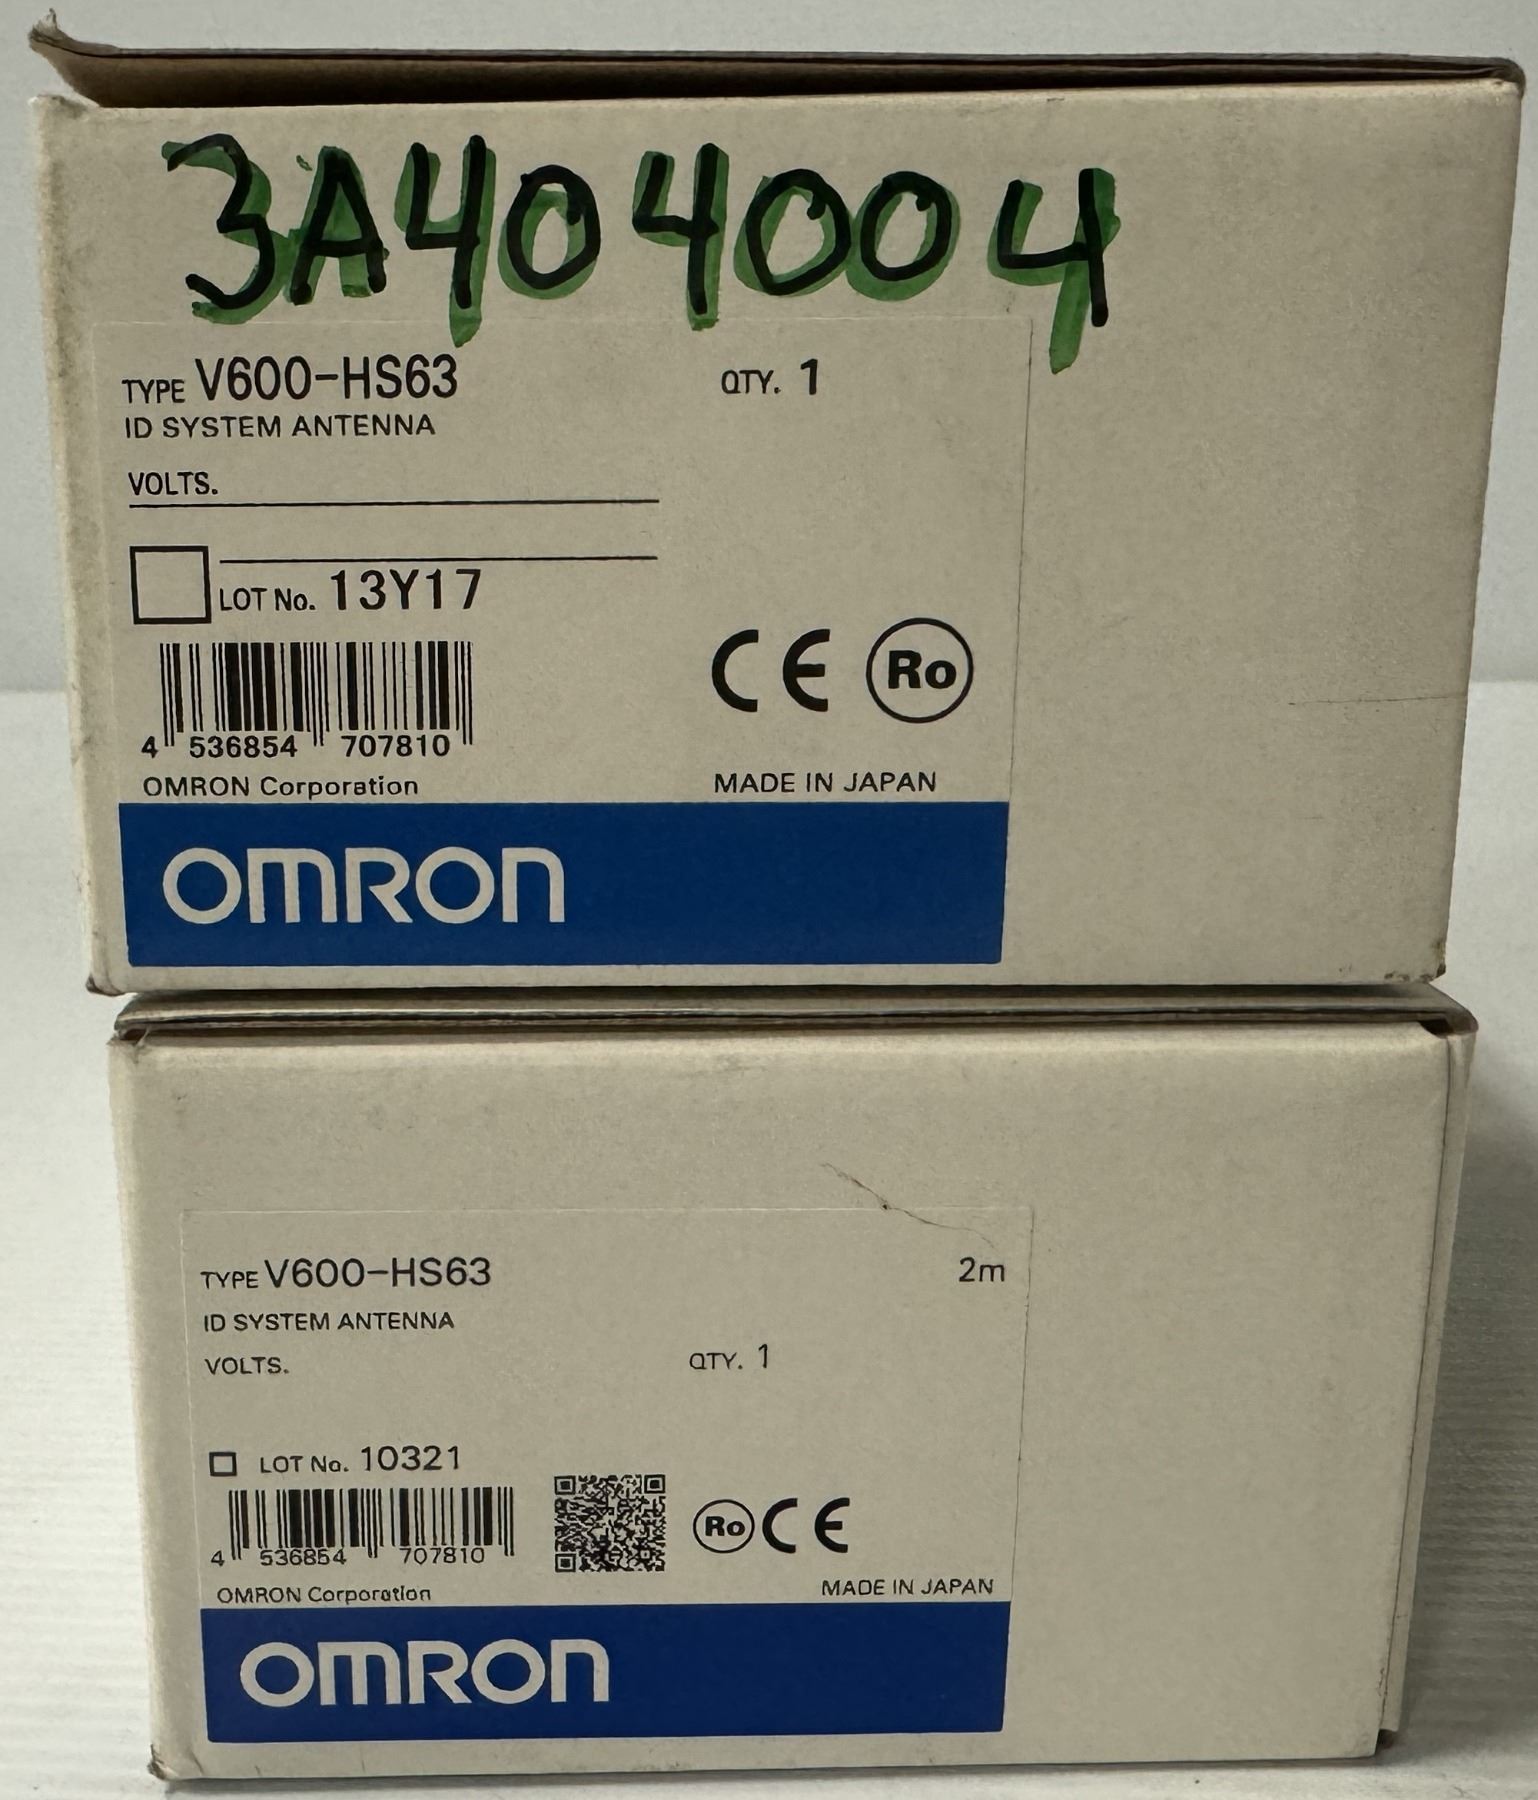 3A404004
TYPE V600-HS63 QTY. 1
ID SYSTEM ANTENNA
VOLTS.
LOT No. 13Y17
CE Ro
4 536854 707810
OMRON Corporation MADE IN JAPAN
OMRON
TYPE V600-HS63 2m
ID SYSTEM ANTENNA
VOLTS. QTY. 1
LOT No. 10321
Ro CE
4 536854 707810
OMRON Corporation MADE IN JAPAN
OMRON